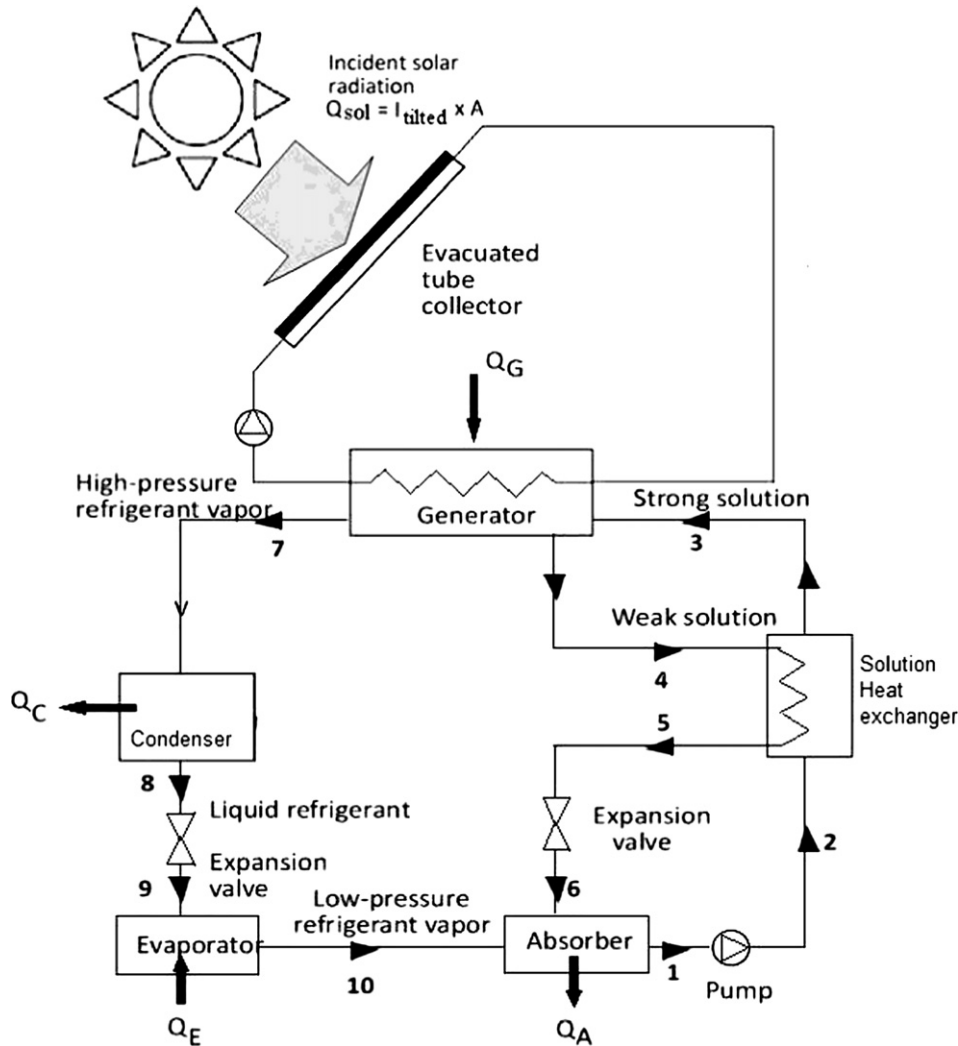 Incident solar
radiation
Qsol = Itilted x A
Evacuated
tube
collector
QG
High-pressure
refrigerant vapor
Generator
Strong solution
7
3
Weak solution
4
Solution
Heat
exchanger
QC
Condenser
5
8
Liquid refrigerant
Expansion
valve
Expansion
valve
2
9
6
Low-pressure
refrigerant vapor
Evaporator
Absorber
10
1
Pump
QE
QA